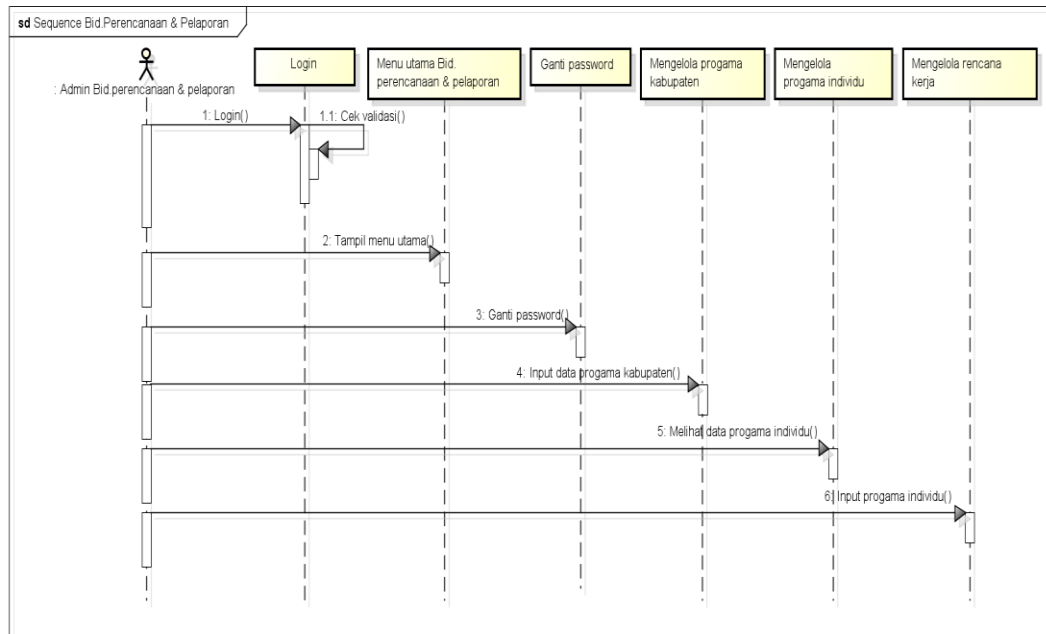 sd Sequence Bid.Perencanaan & Pelaporan
: Admin Bid.perencanaan & pelaporan
Login
Menu utama Bid.
perencanaan & pelaporan
Ganti password
Mengelola progama
kabupaten
Mengelola
progama individu
Mengelola rencana
kerja
1: Login()
1.1: Cek validasi()
2: Tampil menu utama()
3: Ganti password()
4: Input data progama kabupaten()
5: Melihat data progama individu()
6: Input progama individu()